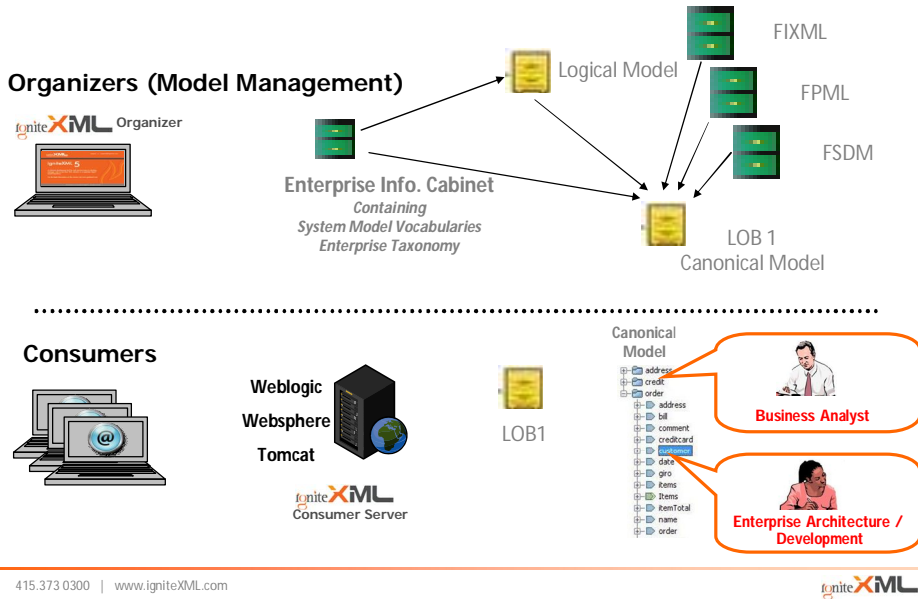 FIXML
Logical Model
Organizers (Model Management)
FPML
igniteXML Organizer
igniteXML 5
FSDM
Enterprise Info. Cabinet
Containing
System Model Vocabularies
Enterprise Taxonomy
LOB 1
Canonical Model
Consumers
Canonical
Model
Weblogic
Websphere
Tomcat
@
LOB1
address
credit
order
address
bill
comment
creditcard
customer
date
giro
items
Items
itemTotal
name
order
Business Analyst
Enterprise Architecture /
Development
igniteXML
Consumer Server
415.373 0300 | www.igniteXML.com
igniteXML